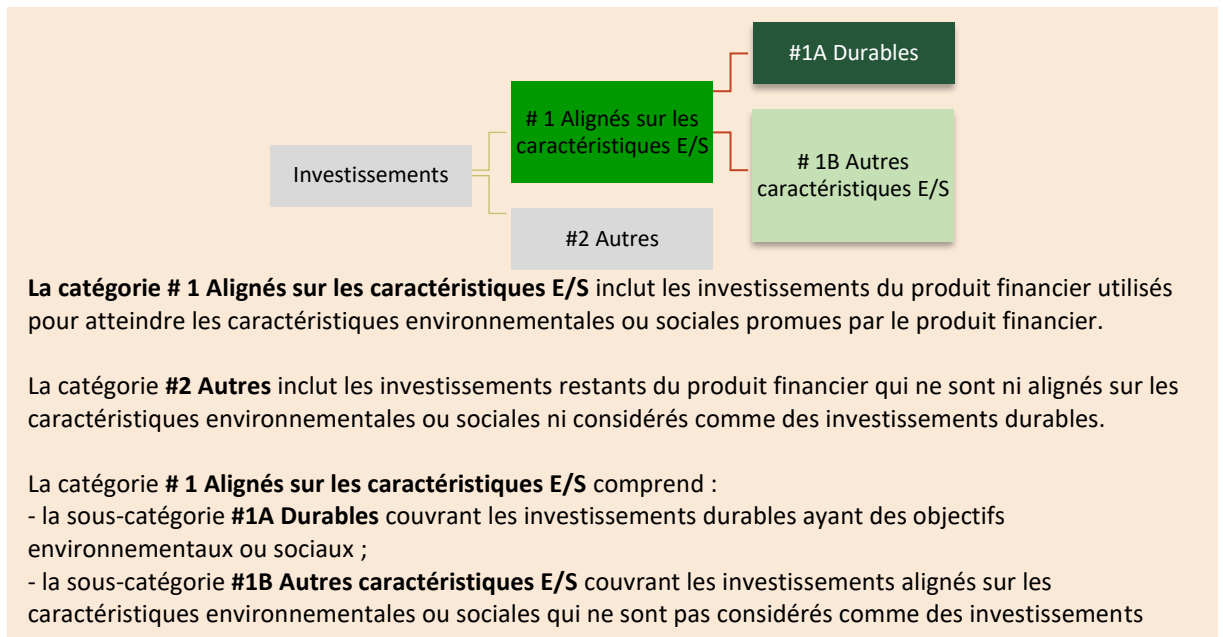 #1A Durables
# 1 Alignés sur les
caractéristiques E/S
# 1B Autres
caractéristiques E/S
Investissements
#2 Autres
La catégorie # 1 Alignés sur les caractéristiques E/S inclut les investissements du produit financier utilisés
pour atteindre les caractéristiques environnementales ou sociales promues par le produit financier.
La catégorie #2 Autres inclut les investissements restants du produit financier qui ne sont ni alignés sur les
caractéristiques environnementales ou sociales ni considérés comme des investissements durables.
La catégorie # 1 Alignés sur les caractéristiques E/S comprend :
- la sous-catégorie #1A Durables couvrant les investissements durables ayant des objectifs
environnementaux ou sociaux ;
- la sous-catégorie #1B Autres caractéristiques E/S couvrant les investissements alignés sur les
caractéristiques environnementales ou sociales qui ne sont pas considérés comme des investissements